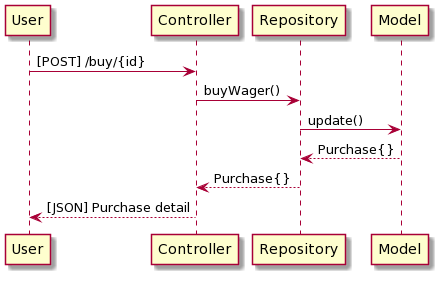 User Controller Repository Model
[POST] /buy/{id}
buyWager()
update()
Purchase{}
Purchase{}
[JSON] Purchase detail
User Controller Repository Model